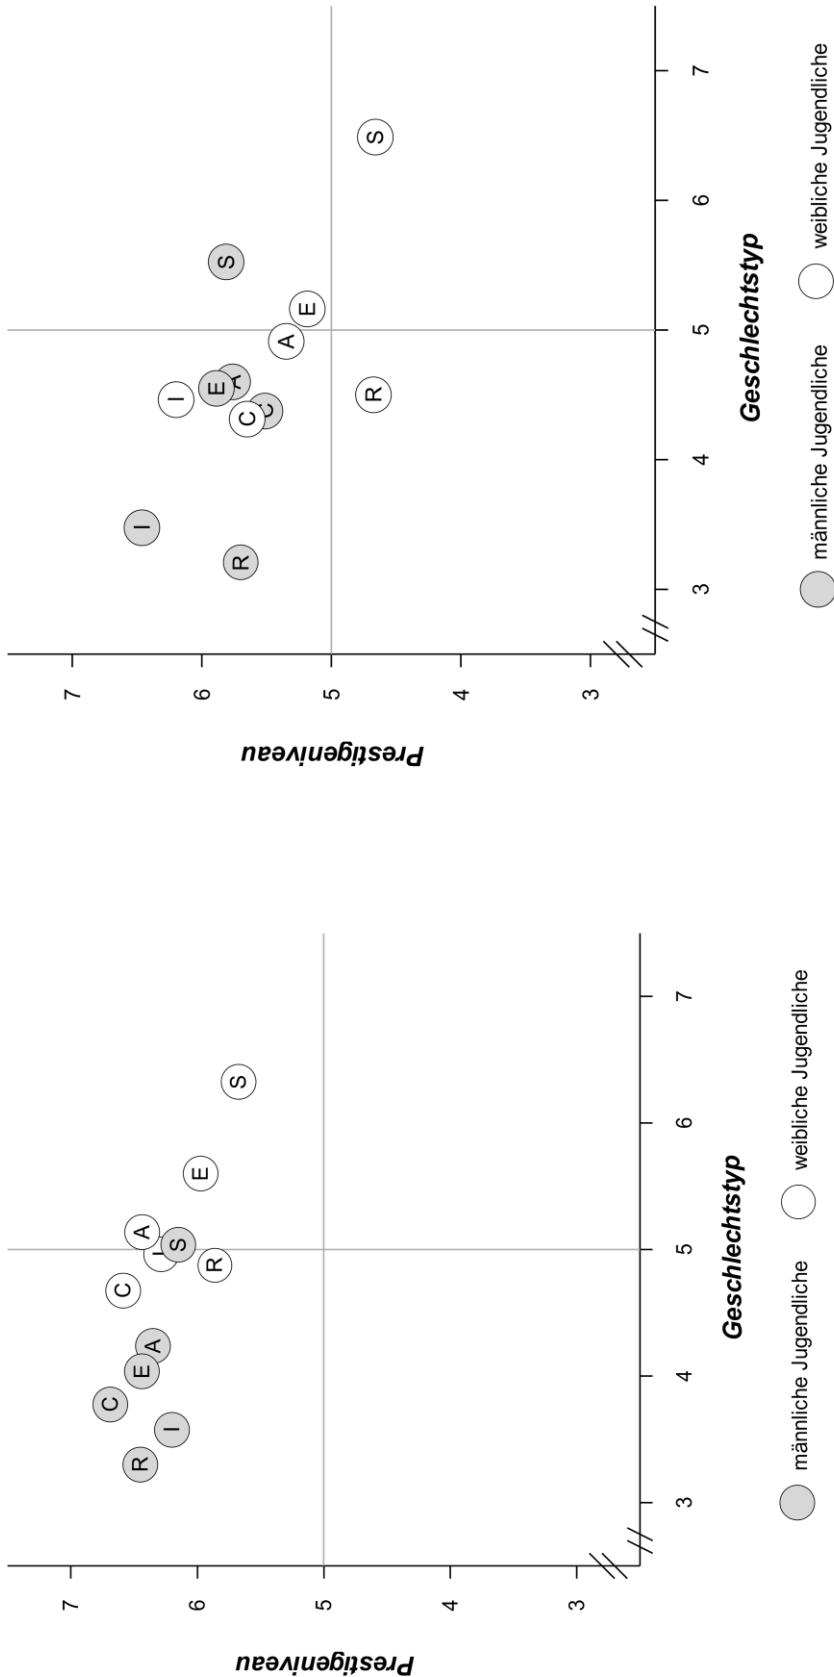 Prestigeniveau
7
6
5
4
3
C
C
R
E
A
A
I
S
E
R
S
3
4
5
6
7
Geschlechtstyp
männliche Jugendliche
weibliche Jugendliche
Prestigeniveau
7
6
5
4
3
I
I
E
S
A
R
C
C
A
E
R
S
3
4
5
6
7
Geschlechtstyp
männliche Jugendliche
weibliche Jugendliche